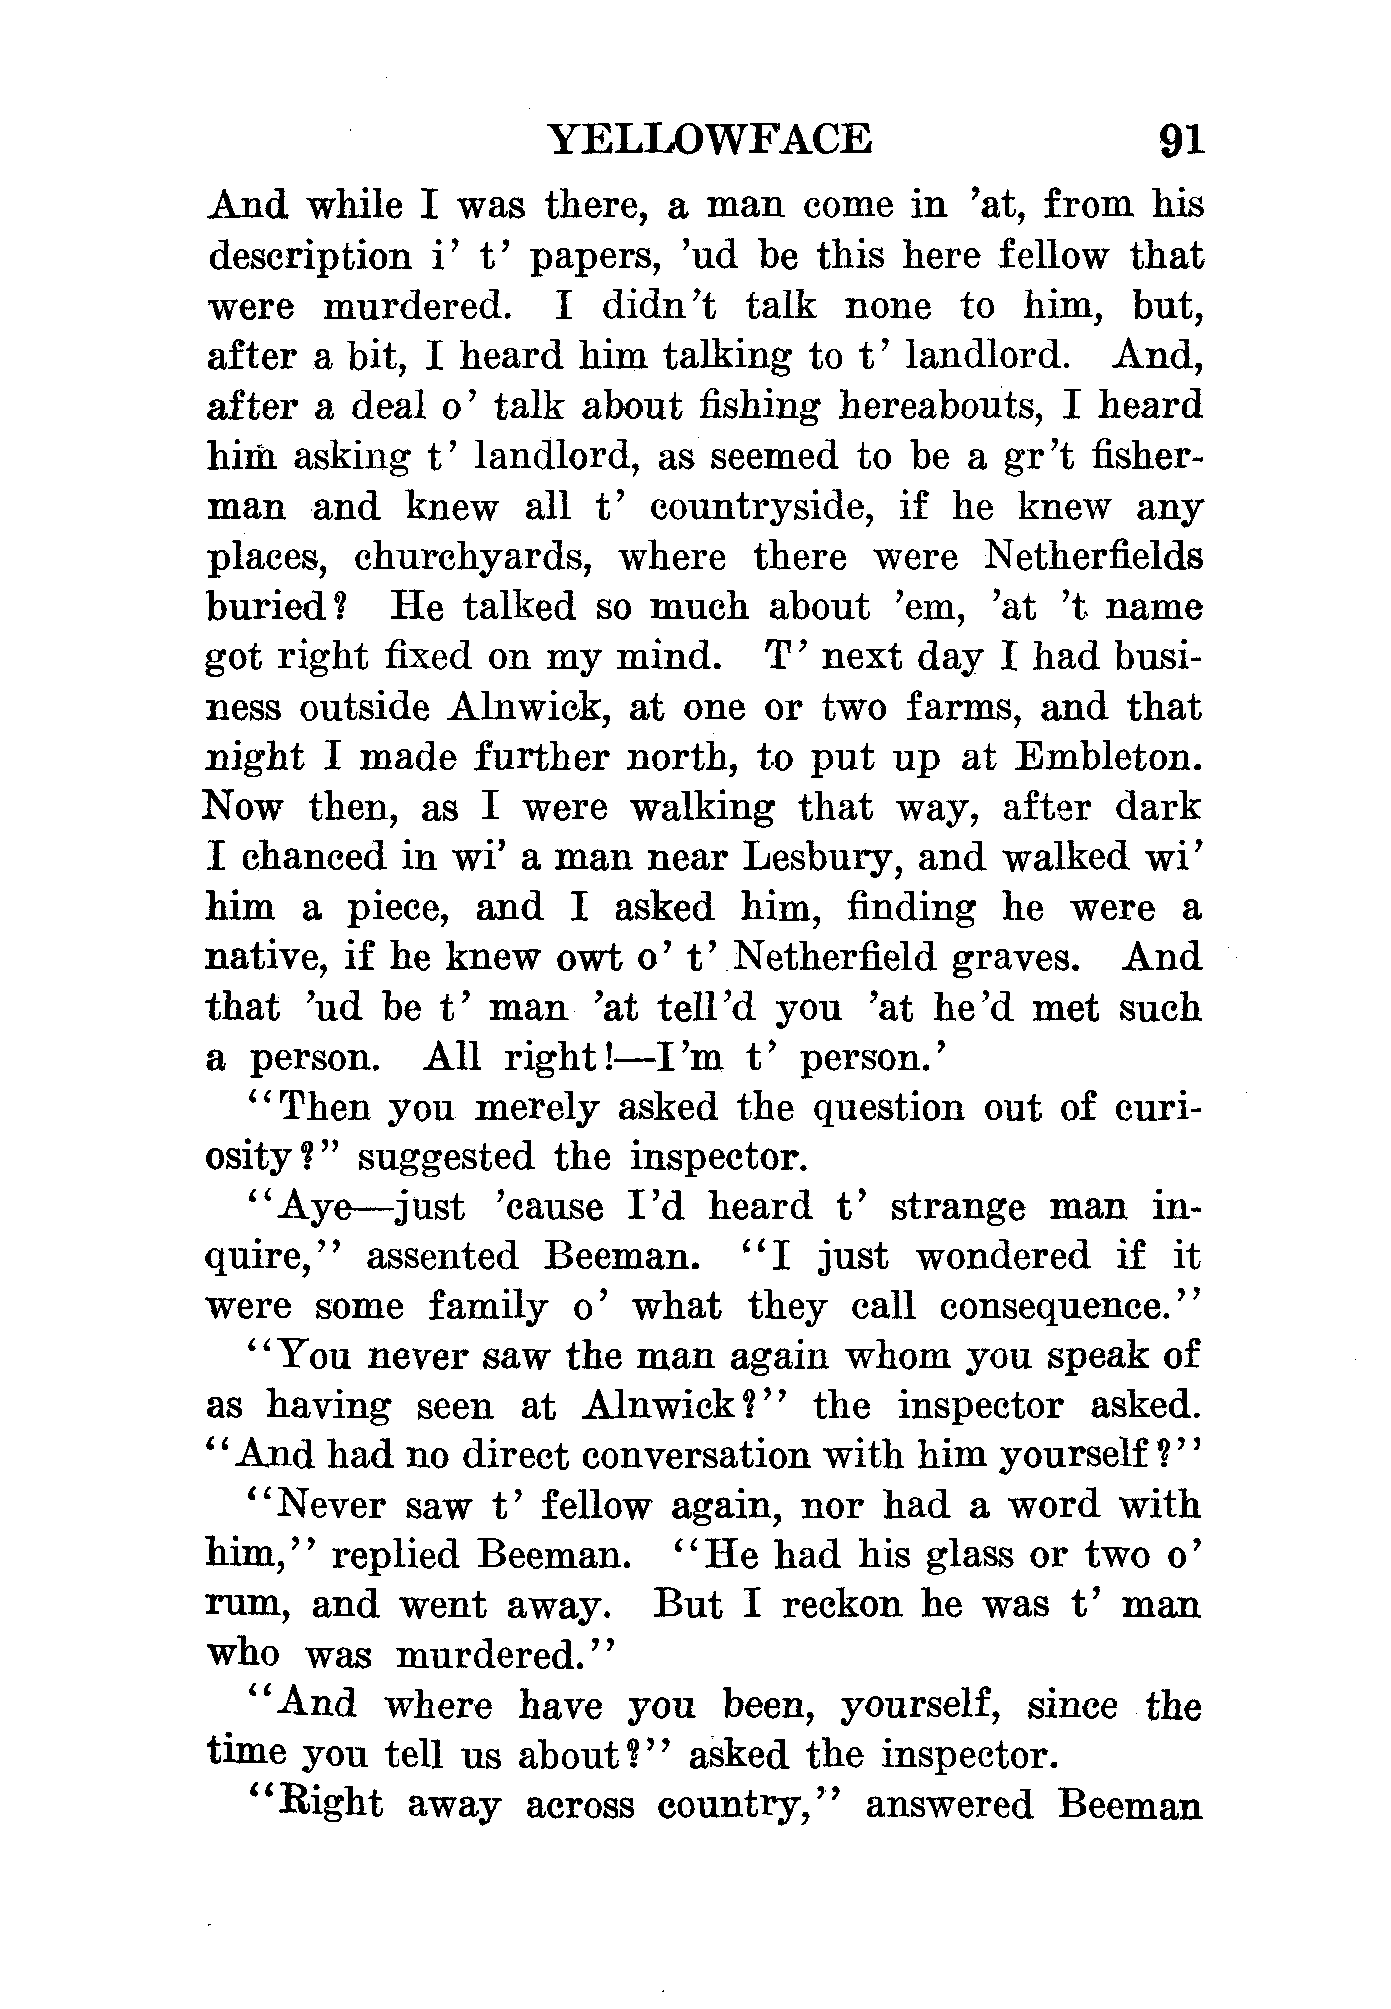 YELLOWFACE 91
And while I was there, a man come in 'at, from his
description i' t' papers, 'ud be this here fellow that
were murdered. I didn't talk none to him, but,
after a bit, I heard him talking to t' landlord. And,
after a deal o' talk about fishing hereabouts, I heard
him asking t' landlord, as seemed to be a gr't fisher-
man and knew all t' countryside, if he knew any
places, churchyards, where there were Netherfields
buried? He talked so much about 'em, 'at 't name
got right fixed on my mind. T' next day I had busi-
ness outside Alnwick, at one or two farms, and that
night I made further north, to put up at Embleton.
Now then, as I were walking that way, after dark
I chanced in wi' a man near Lesbury, and walked wi'
him a piece, and I asked him, finding he were a
native, if he knew owt o' t' Netherfield graves. And
that 'ud be t' man 'at tell'd you 'at he'd met such
a person. All right!—I'm t' person.'
"Then you merely asked the question out of curi-
osity?" suggested the inspector.
"Aye—just 'cause I'd heard t' strange man in-
quire," assented Beeman. "I just wondered if it
were some family o' what they call consequence."
"You never saw the man again whom you speak of
as having seen at Alnwick?" the inspector asked.
"And had no direct conversation with him yourself?"
"Never saw t' fellow again, nor had a word with
him," replied Beeman. "He had his glass or two o'
rum, and went away. But I reckon he was t' man
who was murdered."
"And where have you been, yourself, since the
time you tell us about?" asked the inspector.
"Right away across country," answered Beeman